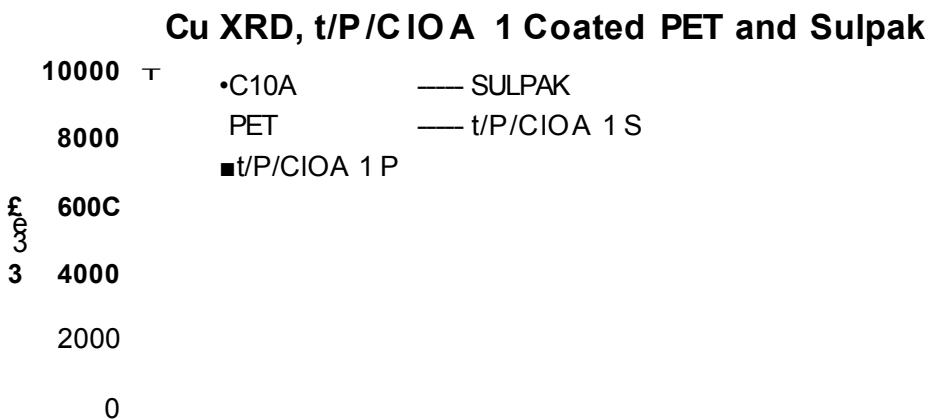 Cu XRD, t/P/ClOA 1 Coated PET and Sulpak
10000
•C10A ----- SULPAK
8000
PET ----- t/P/ClOA 1 S
■t/P/ClOA 1 P
£ 600C
3 4000
2000
0